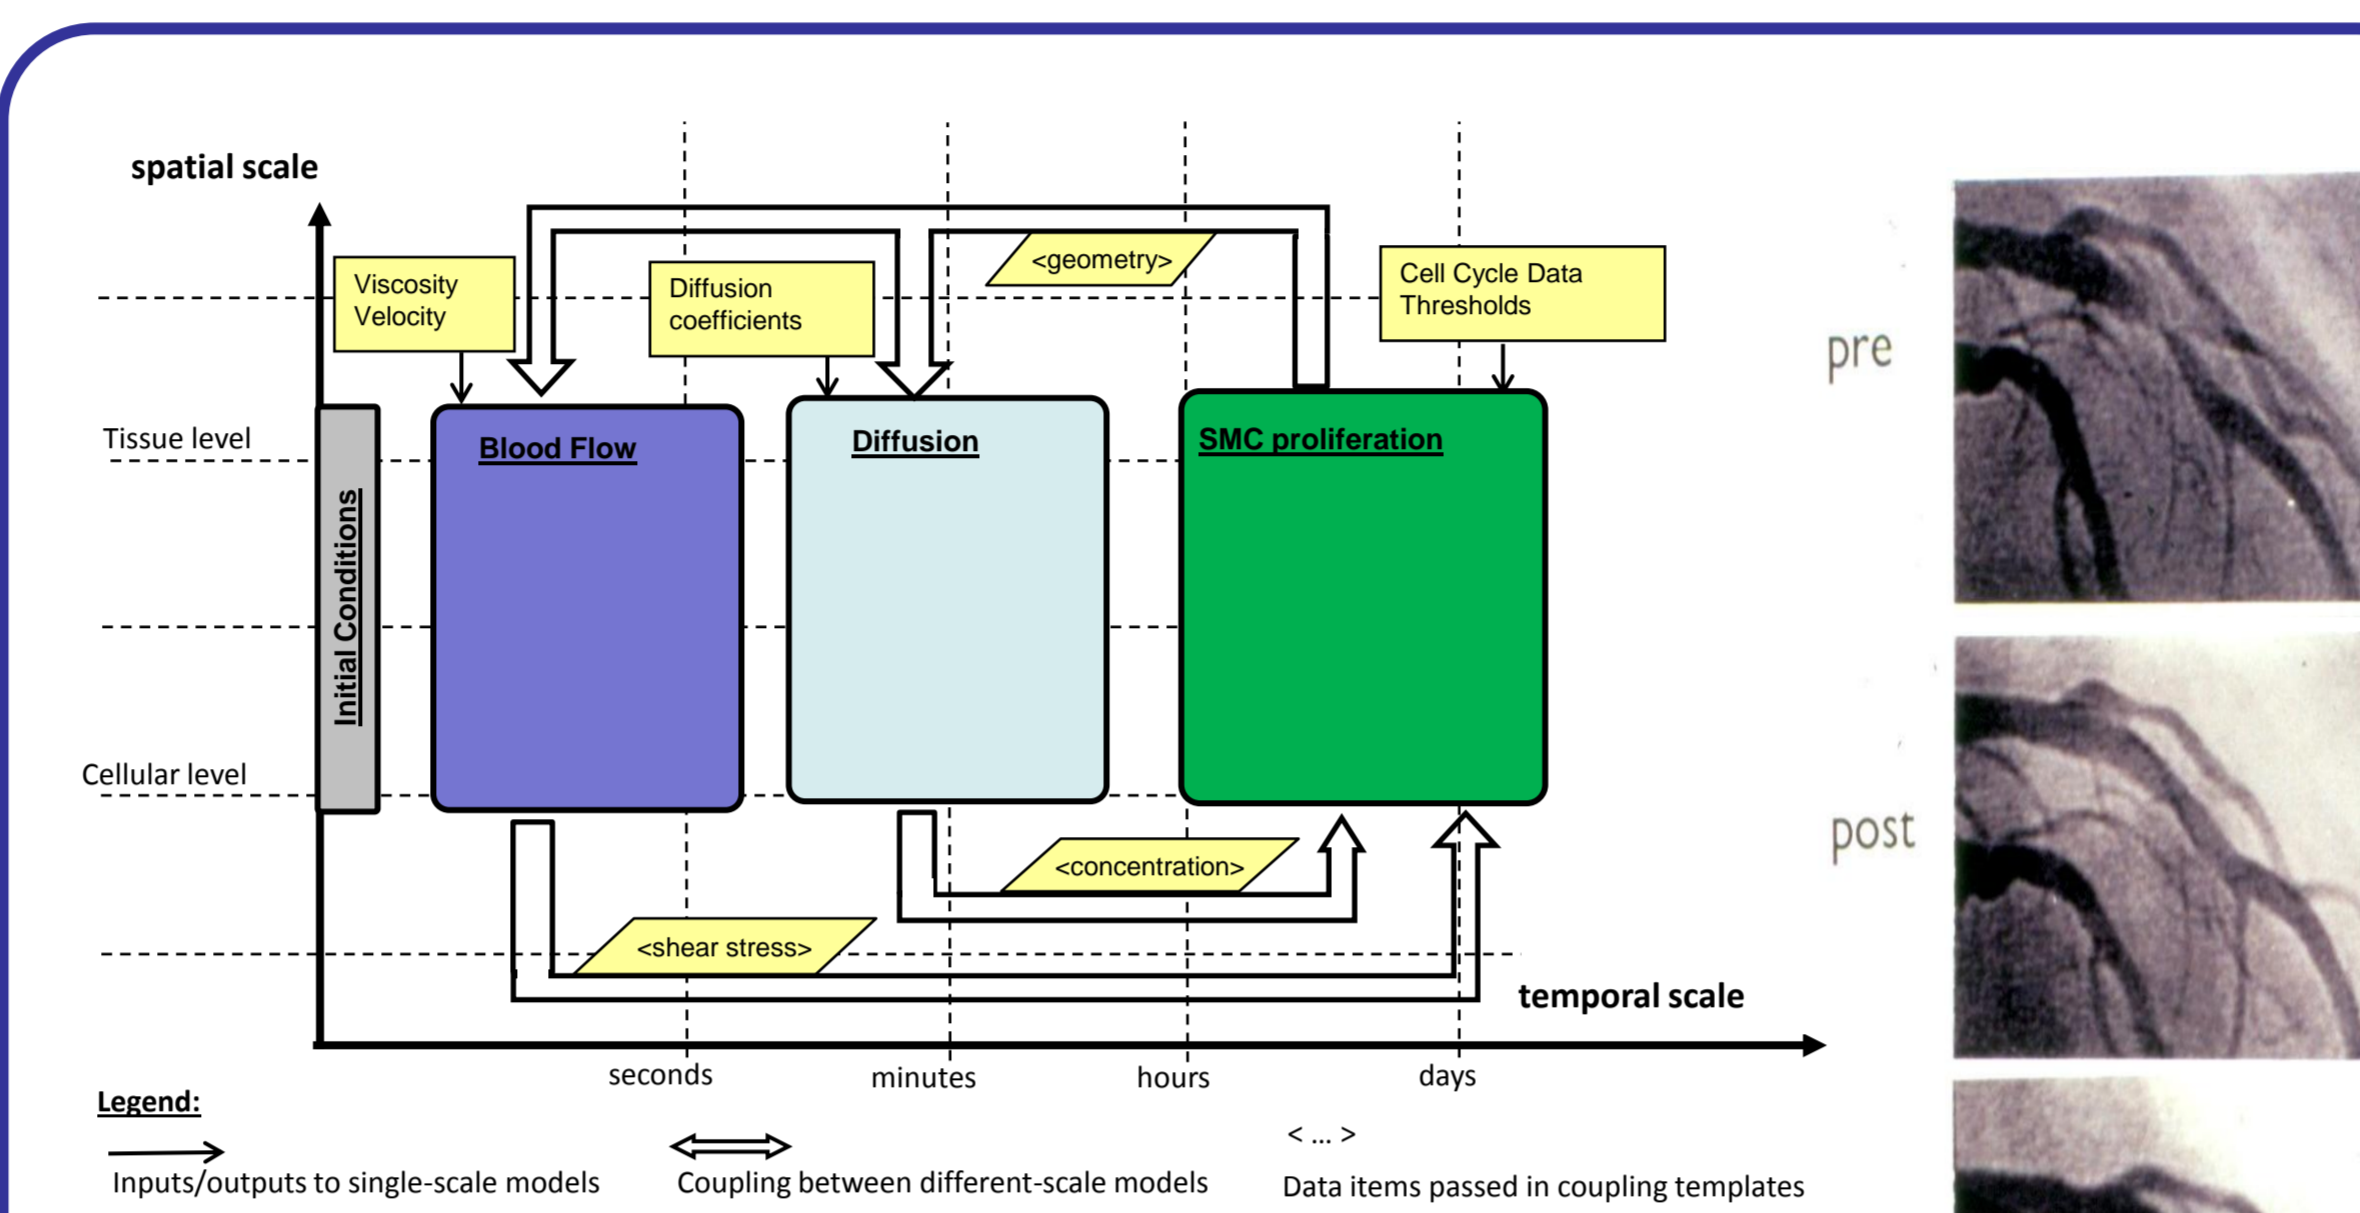 spatial scale
Viscosity
Velocity
Diffusion
coefficients
<geometry>
Cell Cycle Data
Thresholds
pre
Tissue level
Blood Flow
Diffusion
SMC proliferation
Initial Conditions
Cellular level
post
<concentration>
<shear stress>
temporal scale
seconds
minutes
hours
days
Legend:
Inputs/outputs to single-scale models
Coupling between different-scale models
< ... >
Data items passed in coupling templates